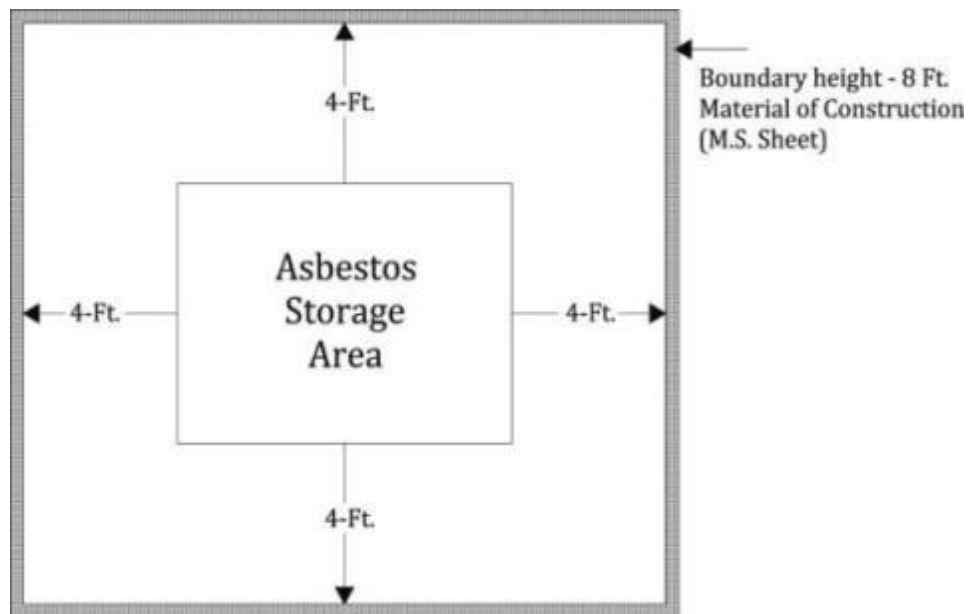 4-Ft.
Boundary height - 8 Ft.
Material of Construction
(M.S. Sheet)
Asbestos
Storage
Area
4-Ft.
4-Ft.
4-Ft.